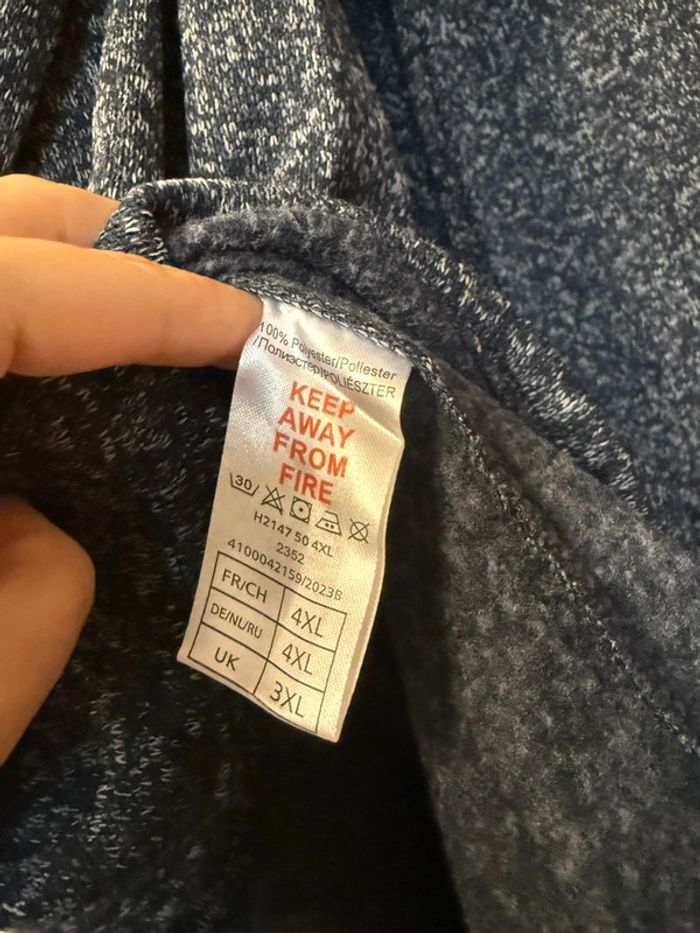 100% Polyester/Poliester
/Полиэстер/POLIÉSZTER
KEEP
AWAY
FROM
FIRE
30
H2147 50 4XL
2352
4100042159/2023B
FR/CH 4XL
DE/NL/RU 4XL
UK 3XL